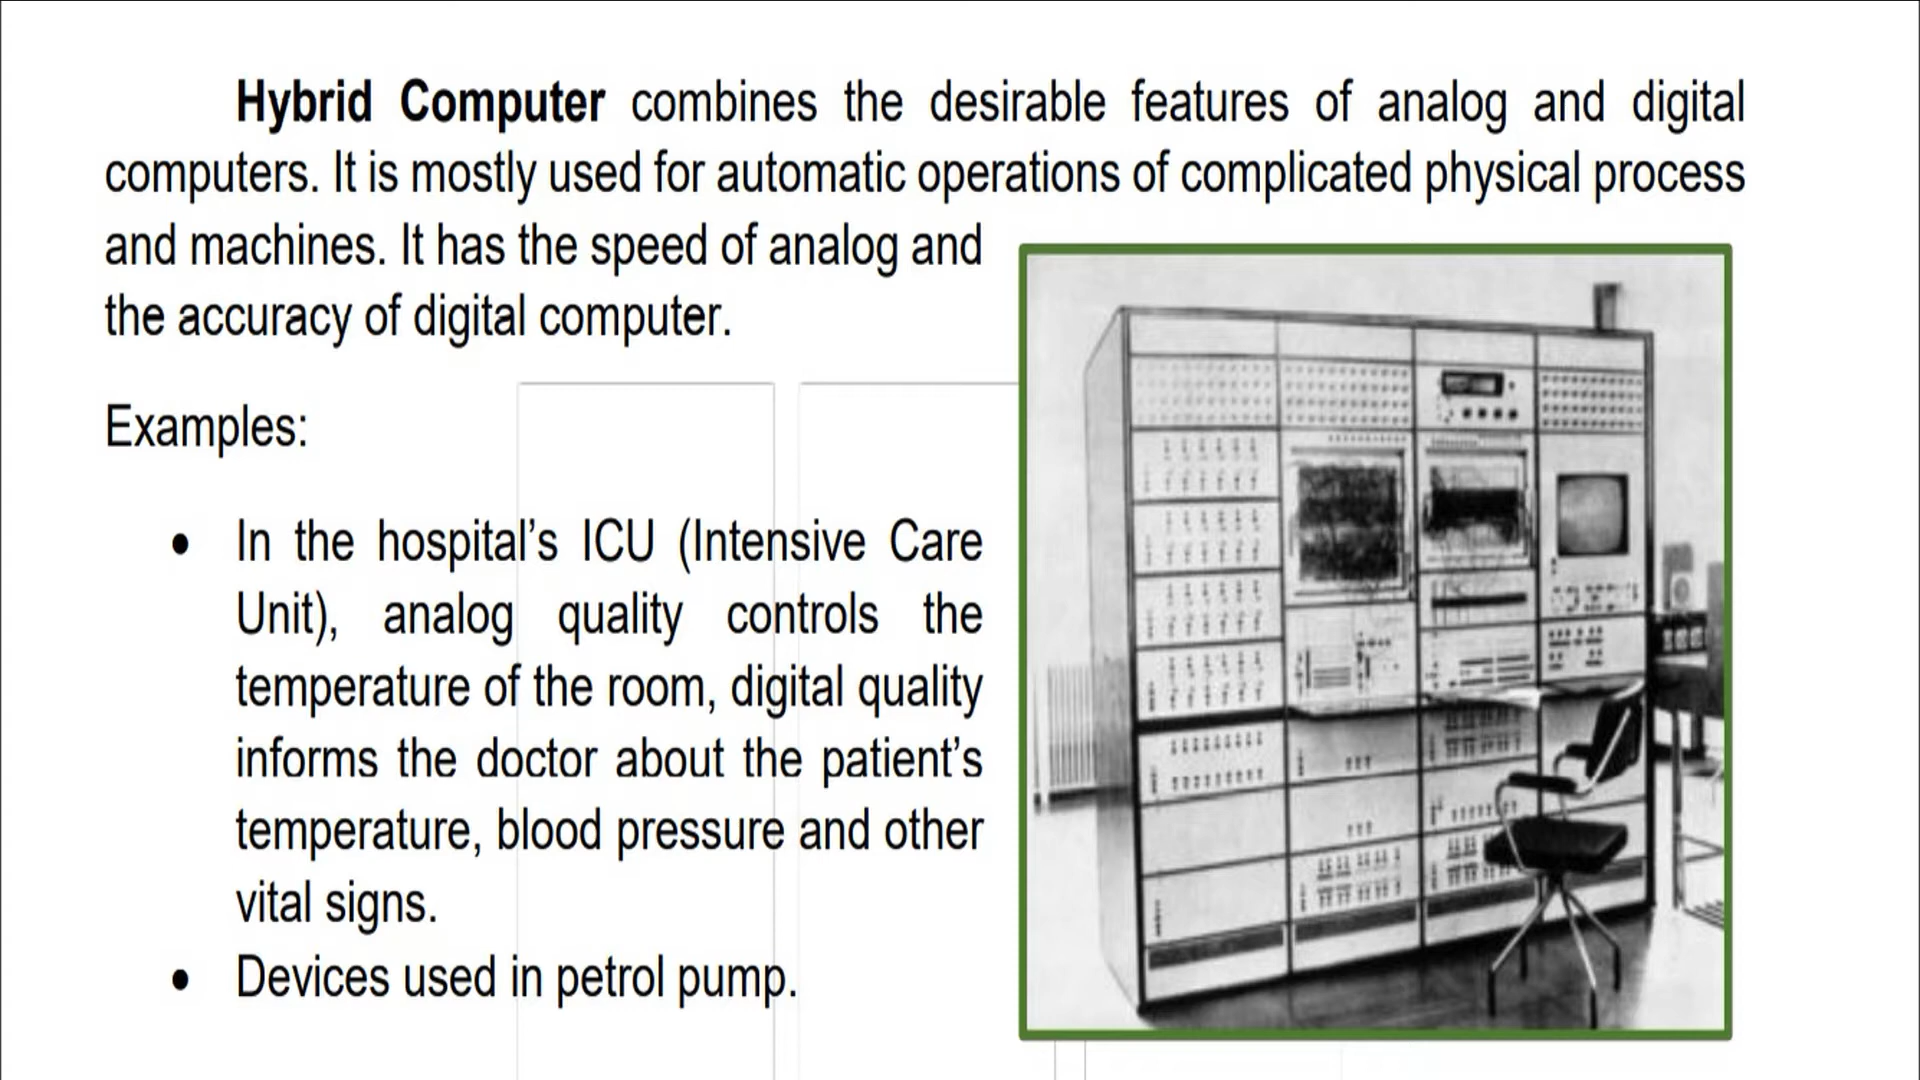 Hybrid Computer combines the desirable features of analog and digital
computers. It is mostly used for automatic operations of complicated physical process
and machines. It has the speed of analog and
the accuracy of digital computer.
Examples:
• In the hospital’s ICU (Intensive Care
Unit), analog quality controls the
temperature of the room, digital quality
informs the doctor about the patient’s
temperature, blood pressure and other
vital signs.
• Devices used in petrol pump.